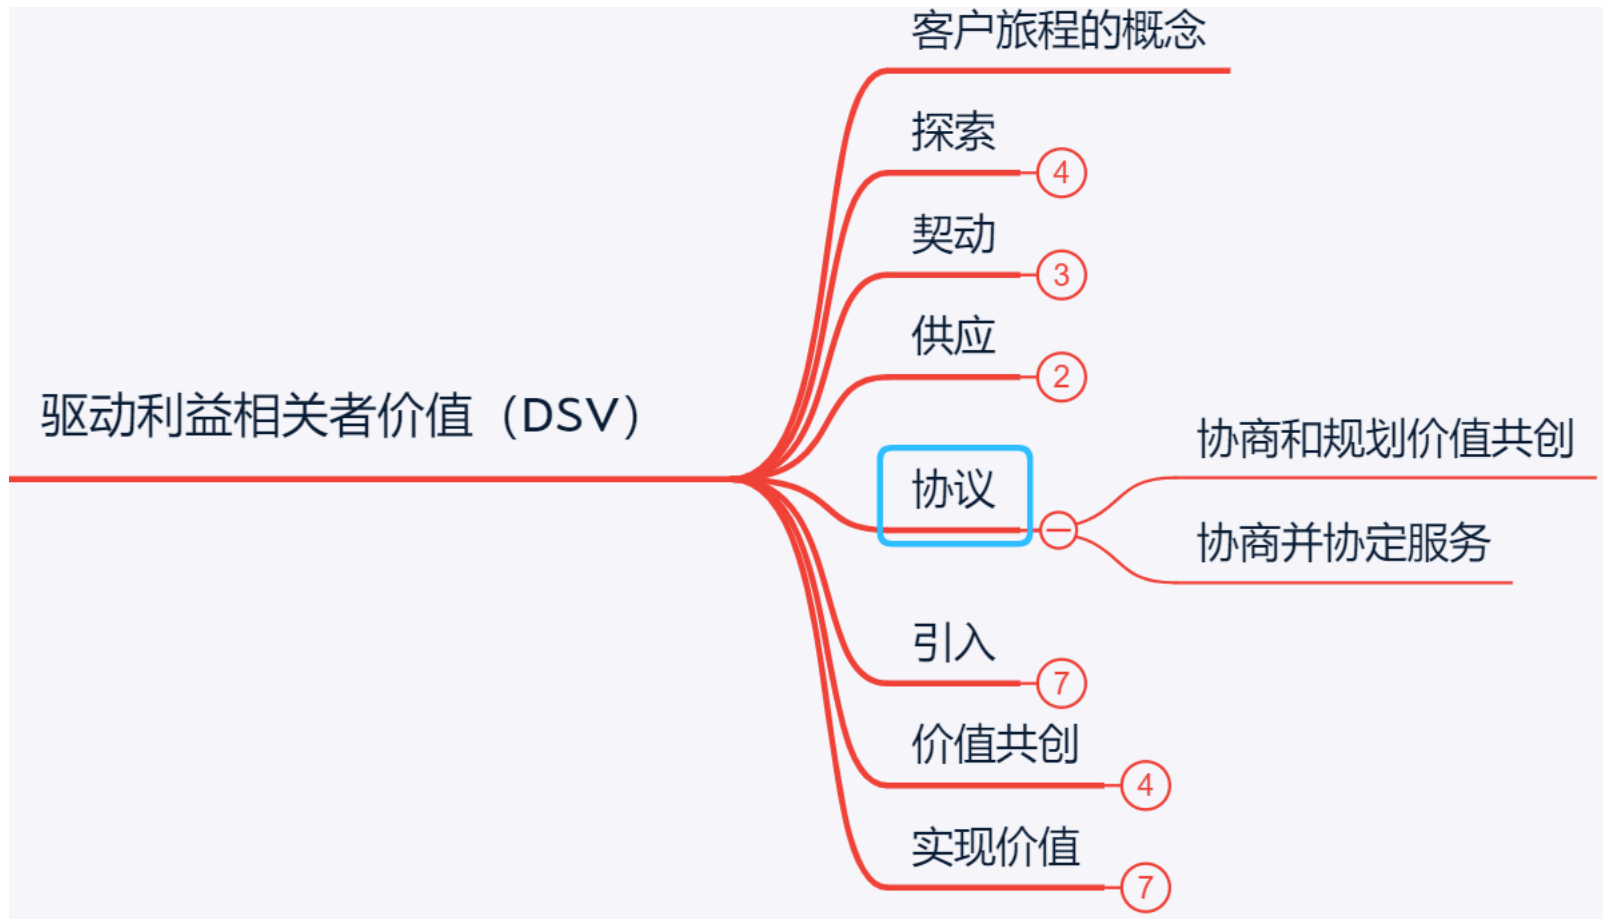 客户旅程的概念
探索
4
契动
3
供应
2
驱动利益相关者价值（DSV）
协议
协商和规划价值共创
协商并协定服务
引入
7
价值共创
4
实现价值
7